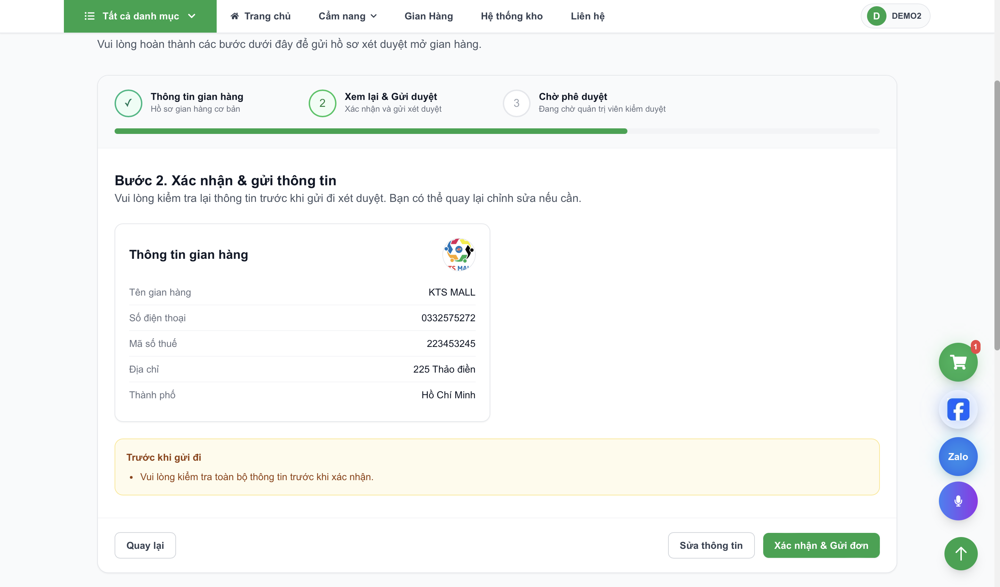 Tất cả danh mục
Trang chủ
Cẩm nang
Gian Hàng
Hệ thống kho
Liên hệ
D
DEMO2
Vui lòng hoàn thành các bước dưới đây để gửi hồ sơ xét duyệt mở gian hàng.
✓
Thông tin gian hàng
Hồ sơ gian hàng cơ bản
2
Xem lại & Gửi duyệt
Xác nhận và gửi xét duyệt
3
Chờ phê duyệt
Đang chờ quản trị viên kiểm duyệt
Bước 2. Xác nhận & gửi thông tin
Vui lòng kiểm tra lại thông tin trước khi gửi đi xét duyệt. Bạn có thể quay lại chỉnh sửa nếu cần.
Thông tin gian hàng
TS MAL
Tên gian hàng KTS MALL
Số điện thoại 0332575272
Mã số thuế 223453245
Địa chỉ 225 Thảo điền
Thành phố Hồ Chí Minh
Trước khi gửi đi
• Vui lòng kiểm tra toàn bộ thông tin trước khi xác nhận.
Quay lại
Sửa thông tin
Xác nhận & Gửi đơn
1
Zalo